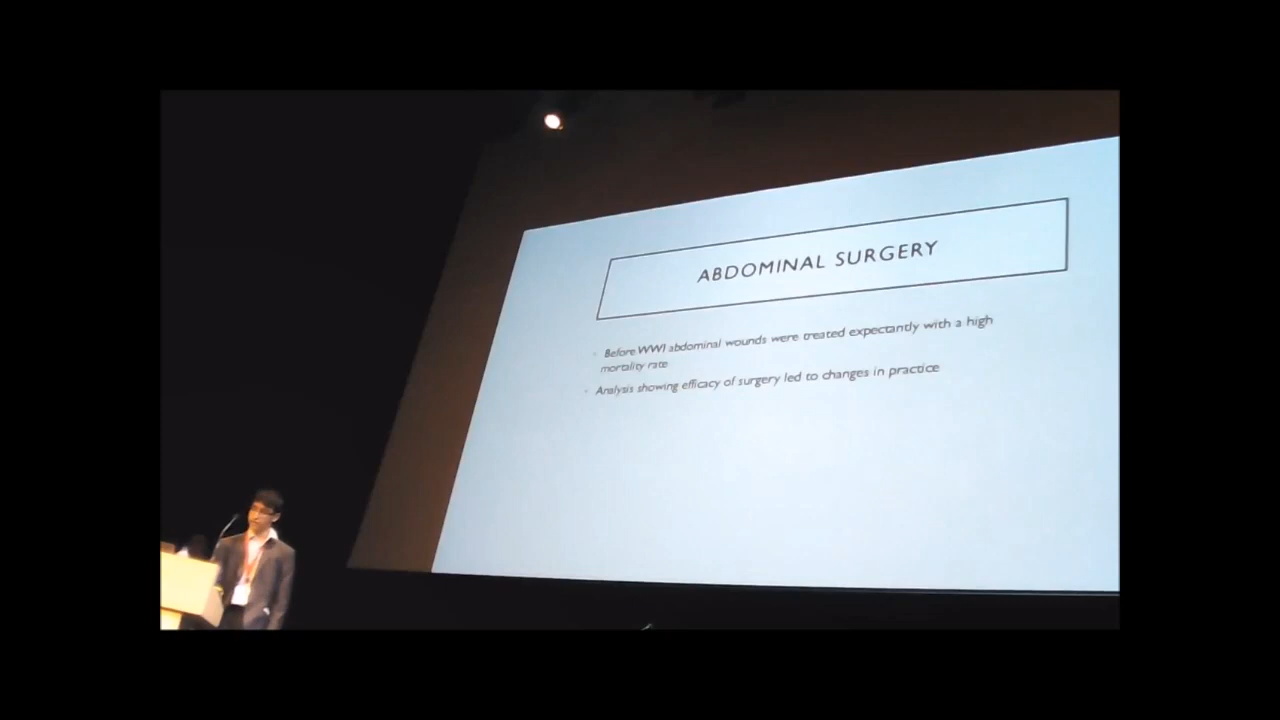 ABDOMINAL SURGERY
Before WWI abdominal wounds were treated expectantly with a high
mortality rate
Analysis showing efficacy of surgery led to changes in practice